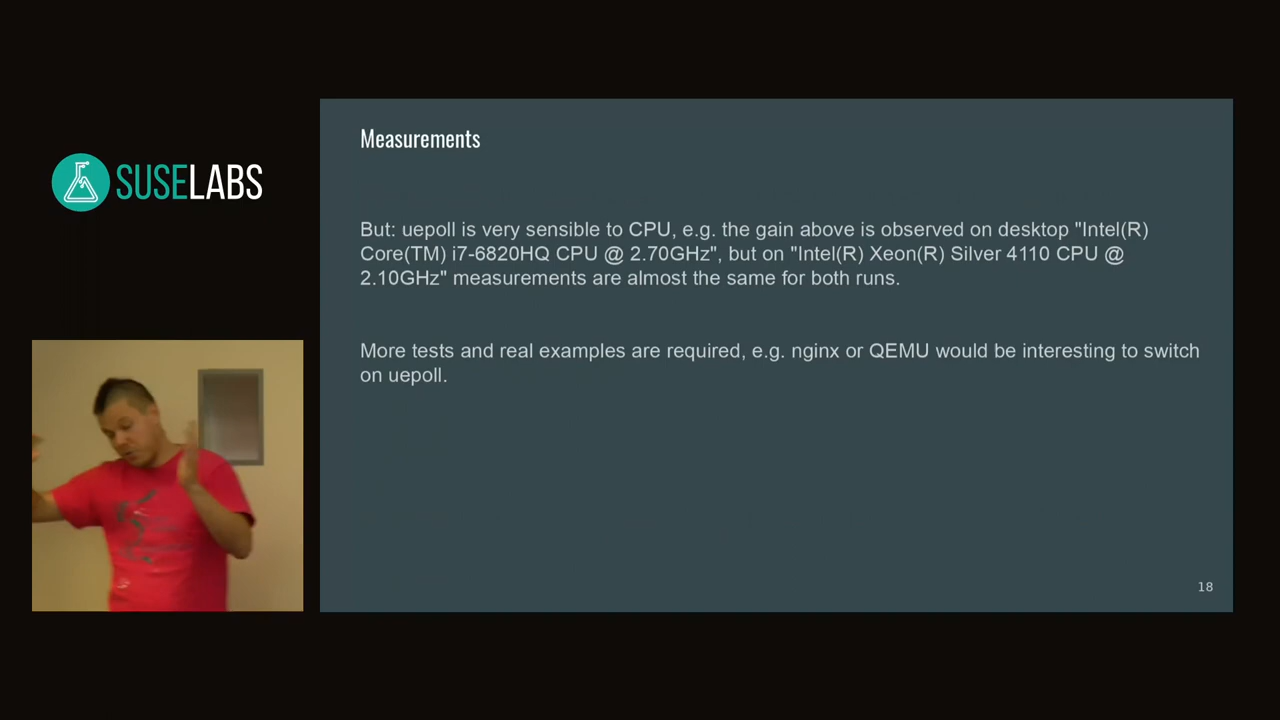 SUSELABS
Measurements
But: uepoll is very sensible to CPU, e.g. the gain above is observed on desktop "Intel(R)
Core(TM) i7-6820HQ CPU @ 2.70GHz", but on "Intel(R) Xeon(R) Silver 4110 CPU @
2.10GHz" measurements are almost the same for both runs.
More tests and real examples are required, e.g. nginx or QEMU would be interesting to switch
on uepoll.
18